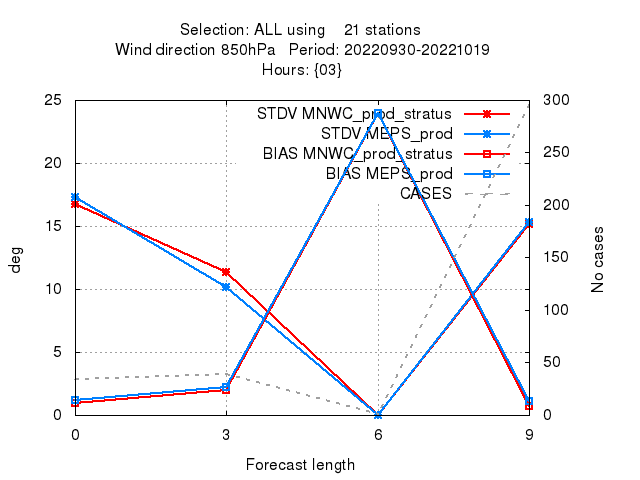 Selection: ALL using    21 stations
Wind direction 850hPa   Period: 20220930-20221019
Hours: {03}
STDV MNWC_prod_stratus
STDV MEPS_prod
BIAS MNWC_prod_stratus
BIAS MEPS_prod
CASES
deg
25
20
15
10
5
0
No cases
300
250
200
150
100
50
0
0 3 6 9
Forecast length